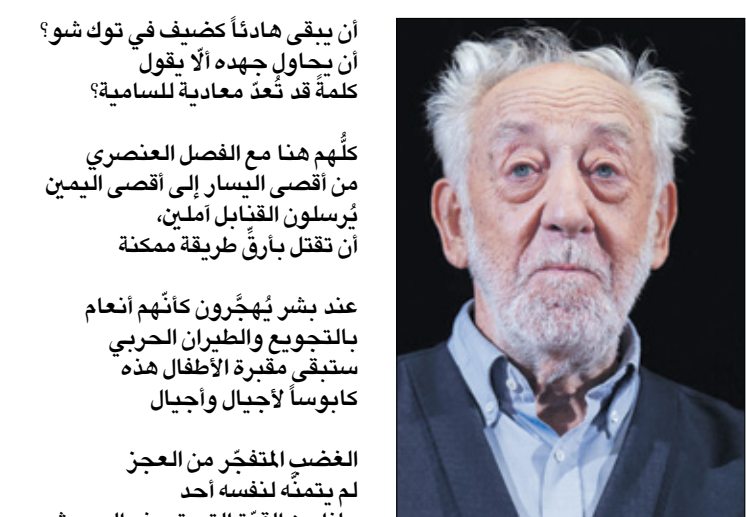 أن يبقى هادئاً كضيف في توك شو؟
أن يحاول جهده ألّا يقول
كلمةً قد تُعدّ معادية للسامية؟
كلُّهم هنا مع الفصل العنصري
من أقصى اليسار إلى أقصى اليمين
يُرسلون القنابل آملين،
أن تقتل بأرقِّ طريقة ممكنة
عند بشر يُهجَّرون كأنّهم أنعام
بالتجويع والطيران الحربي
ستبقى مقبرة الأطفال هذه
كابوساً لأجيال وأجيال
الغضب المتفجّر من العجز
لم يتمنَّه لنفسه أحد